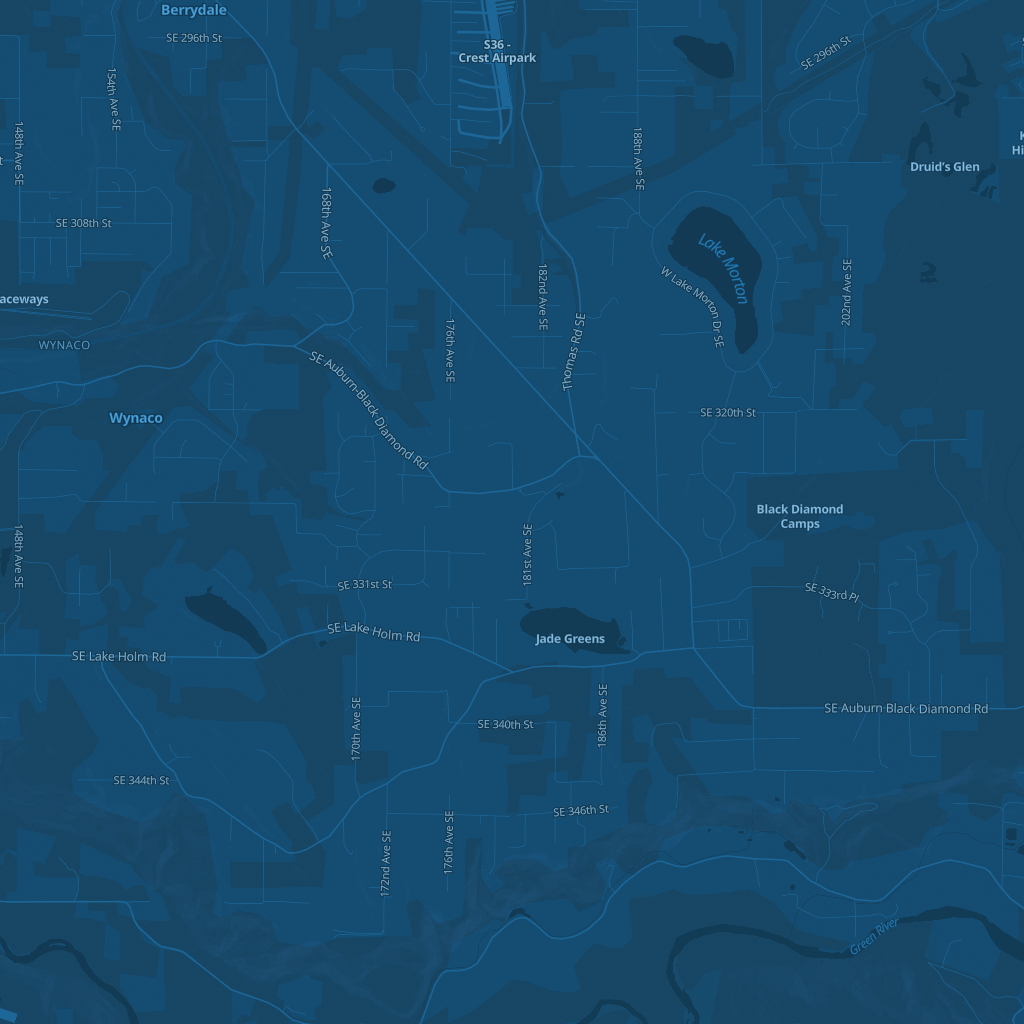 Berrydale
SE 296th St
S36 -
Crest Airpark
SE 296th St
154th Ave SE
148th Ave SE
188th Ave SE
Druid's Glen
168th Ave SE
SE 308th St
Lake Morton
W Lake Morton Dr SE
202nd Ave SE
182nd Ave SE
aceways
WYNACO
176th Ave SE
Thomas Rd SE
SE Auburn-Black Diamond Rd
Wynaco
SE 320th St
Black Diamond
Camps
148th Ave SE
181st Ave SE
SE 331st St
SE 333rd Pl
SE Lake Holm Rd
Jade Greens
SE Lake Holm Rd
170th Ave SE
186th Ave SE
SE 340th St
SE Auburn Black Diamond Rd
SE 344th St
SE 346th St
172nd Ave SE
176th Ave SE
Green River